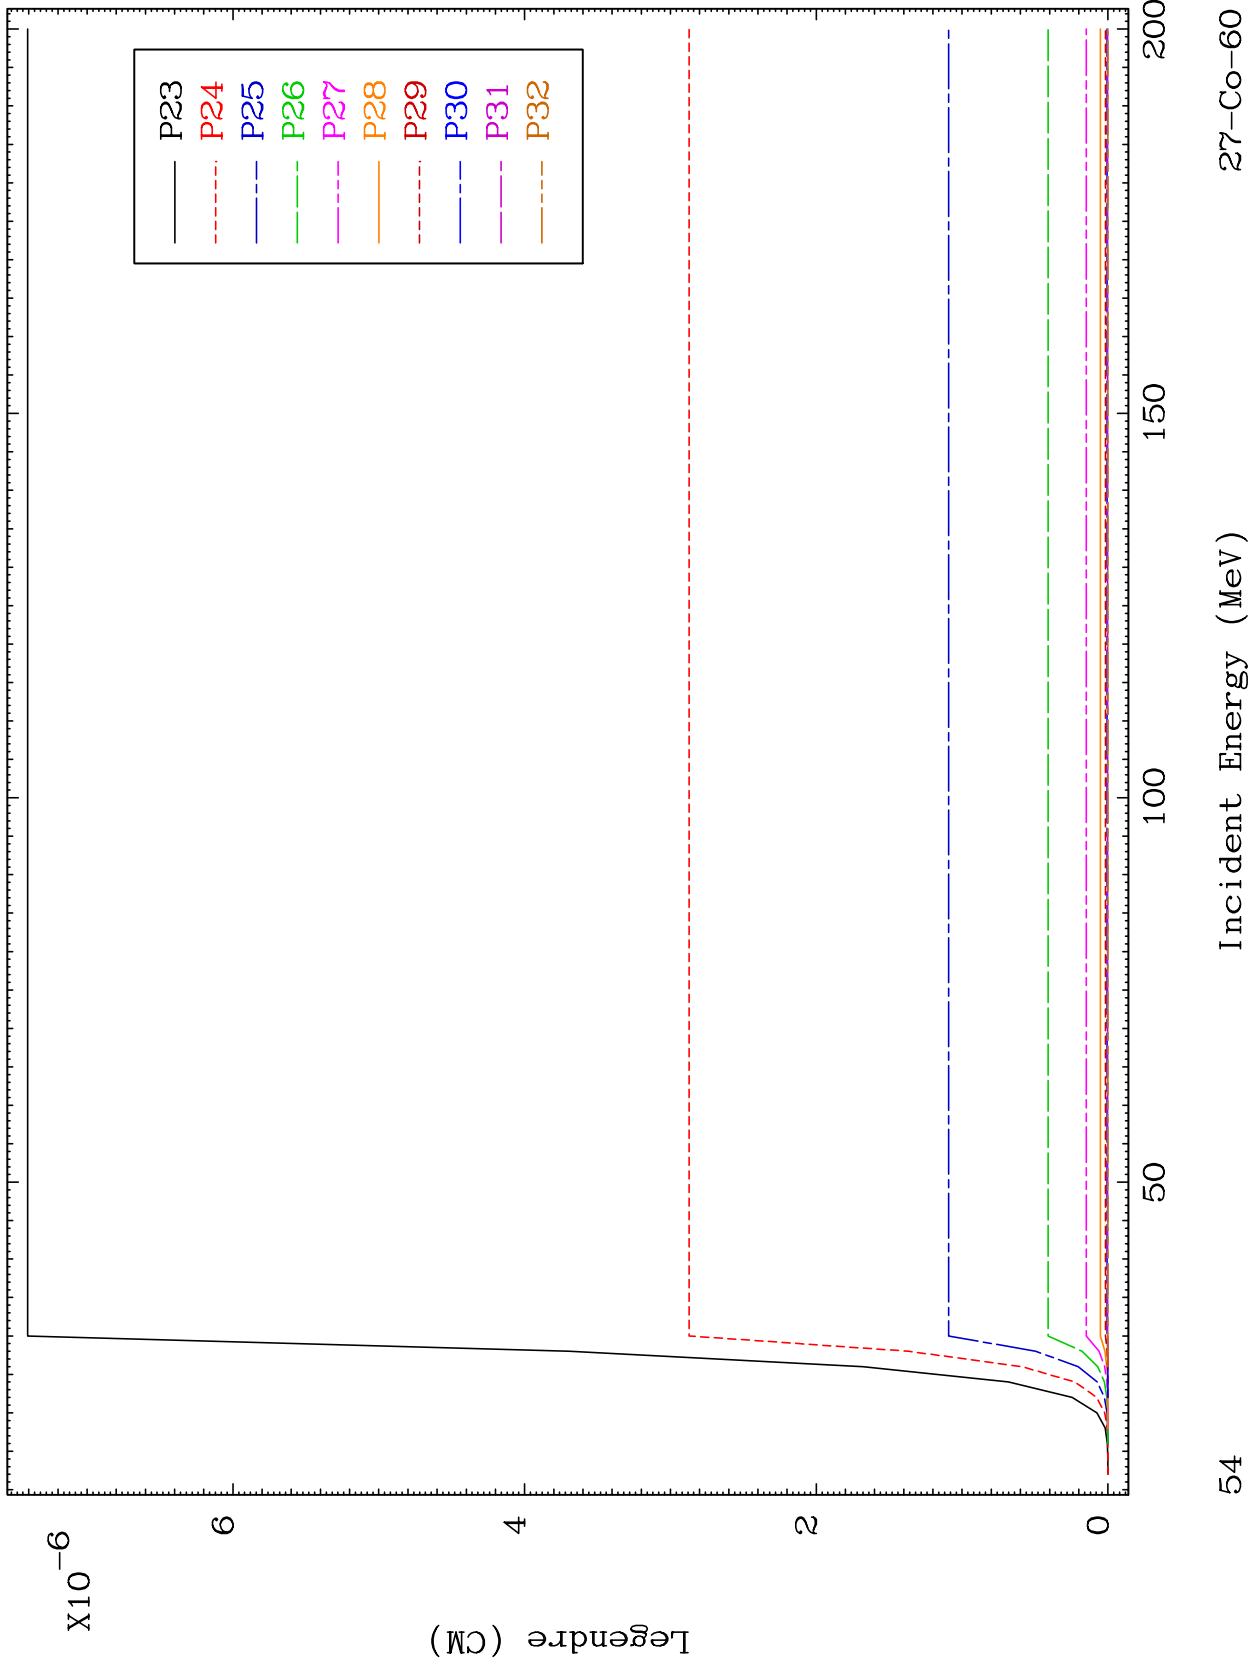 X10-6
Legendre (CM)
6
4
2
0
P23
P24
P25
P26
P27
P28
P29
P30
P31
P32
50
100
150
200
Incident Energy (MeV)
54
27-Co-60